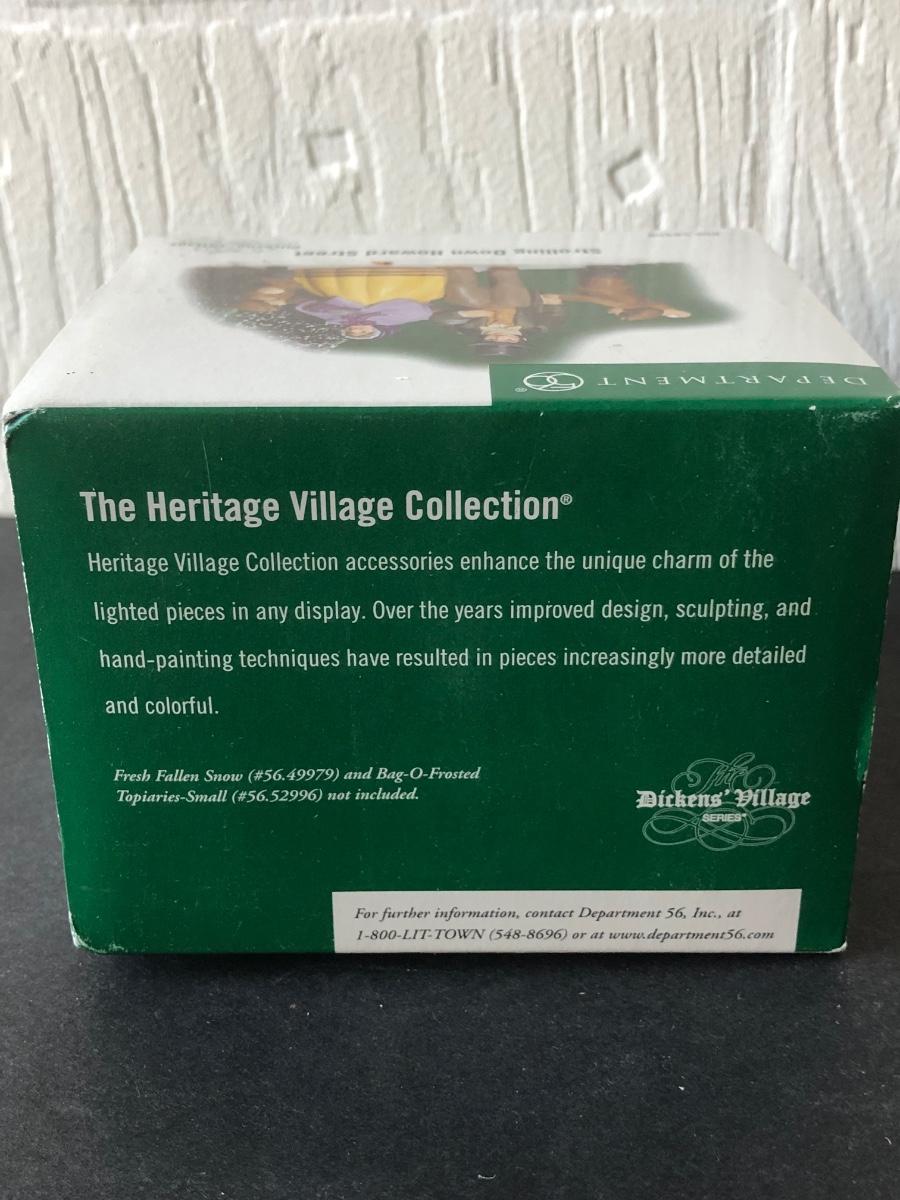 Strolling Down Howard Street
DEPARTMENT 56®
The Heritage Village Collection®
Heritage Village Collection accessories enhance the unique charm of the
lighted pieces in any display. Over the years improved design, sculpting, and
hand-painting techniques have resulted in pieces increasingly more detailed
and colorful.
Fresh Fallen Snow (#56.49979) and Bag-O-Frosted
Topiaries-Small (#56.52996) not included.
The
Dickens' Village
SERIES®
For further information, contact Department 56, Inc., at
1-800-LIT-TOWN (548-8696) or at www.department56.com